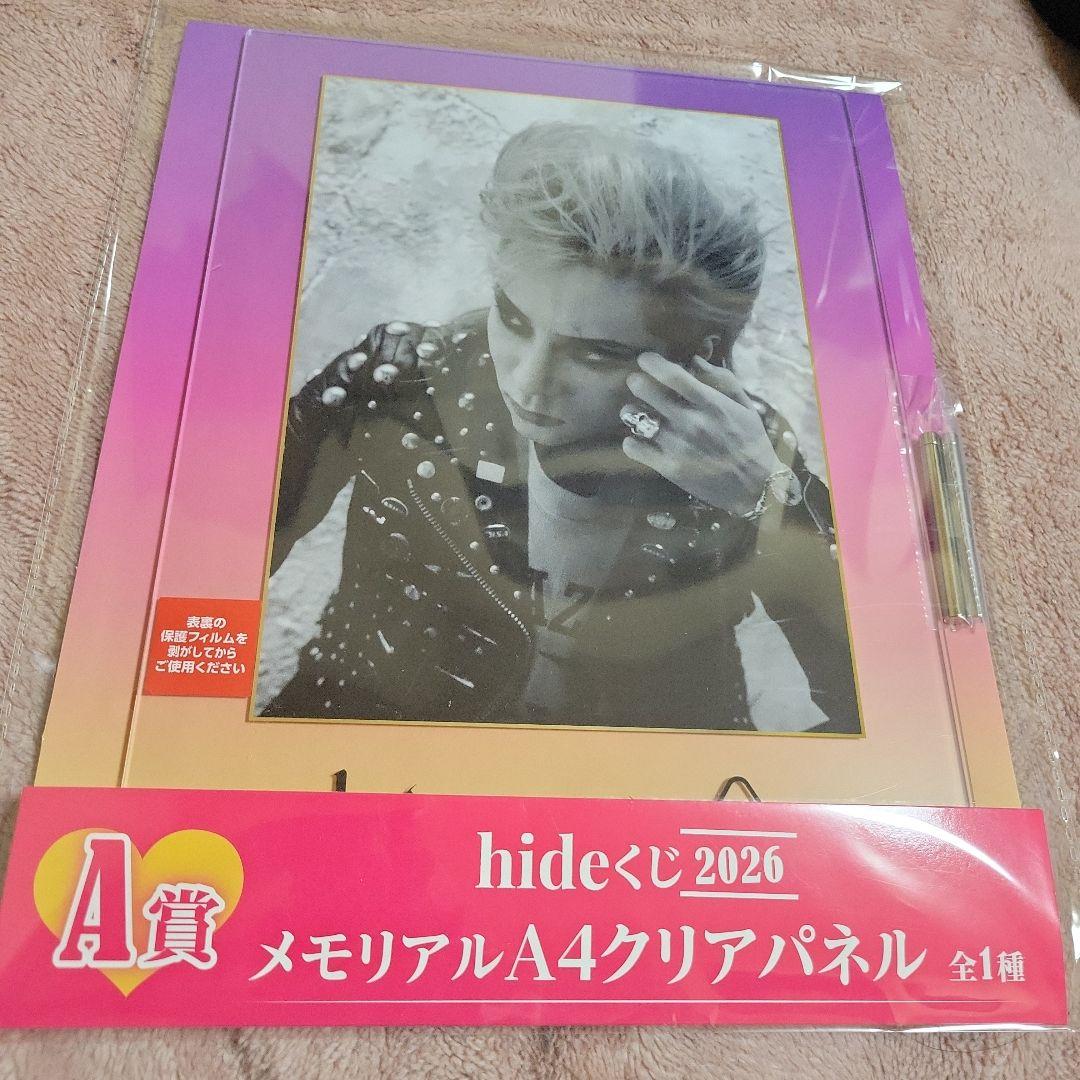 表裏の
保護フィルムを
剥がしてから
ご使用ください
A賞
hideくじ 2026
メモリアルA4クリアパネル 全1種